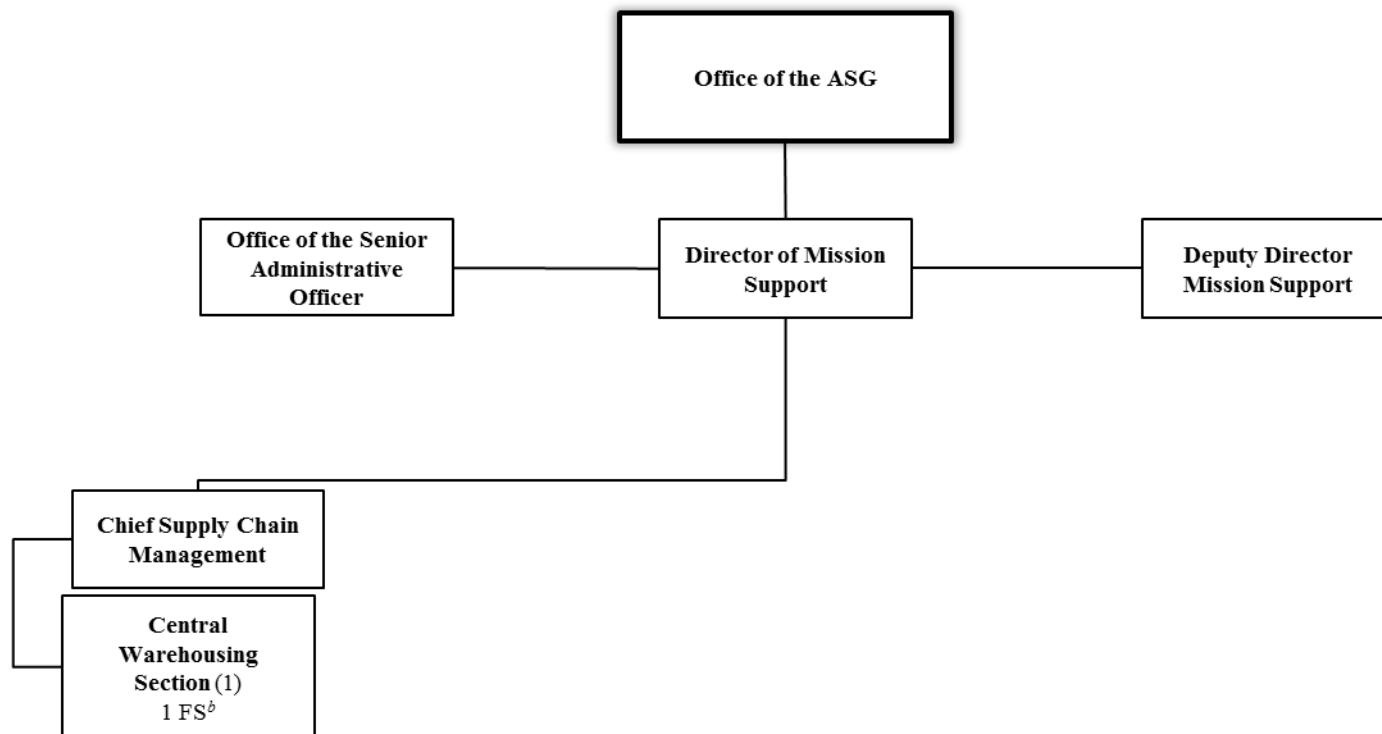 Office of the ASG
Office of the Senior
Administrative
Officer
Director of Mission
Support
Deputy Director
Mission Support
Chief Supply Chain
Management
Central
Warehousing
Section (1)
1 FSᵇ